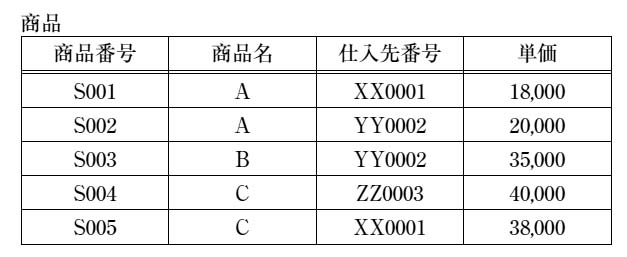 商品
商品番号 商品名 仕入先番号 単価
S001 A XX0001 18,000
S002 A YY0002 20,000
S003 B YY0002 35,000
S004 C ZZ0003 40,000
S005 C XX0001 38,000